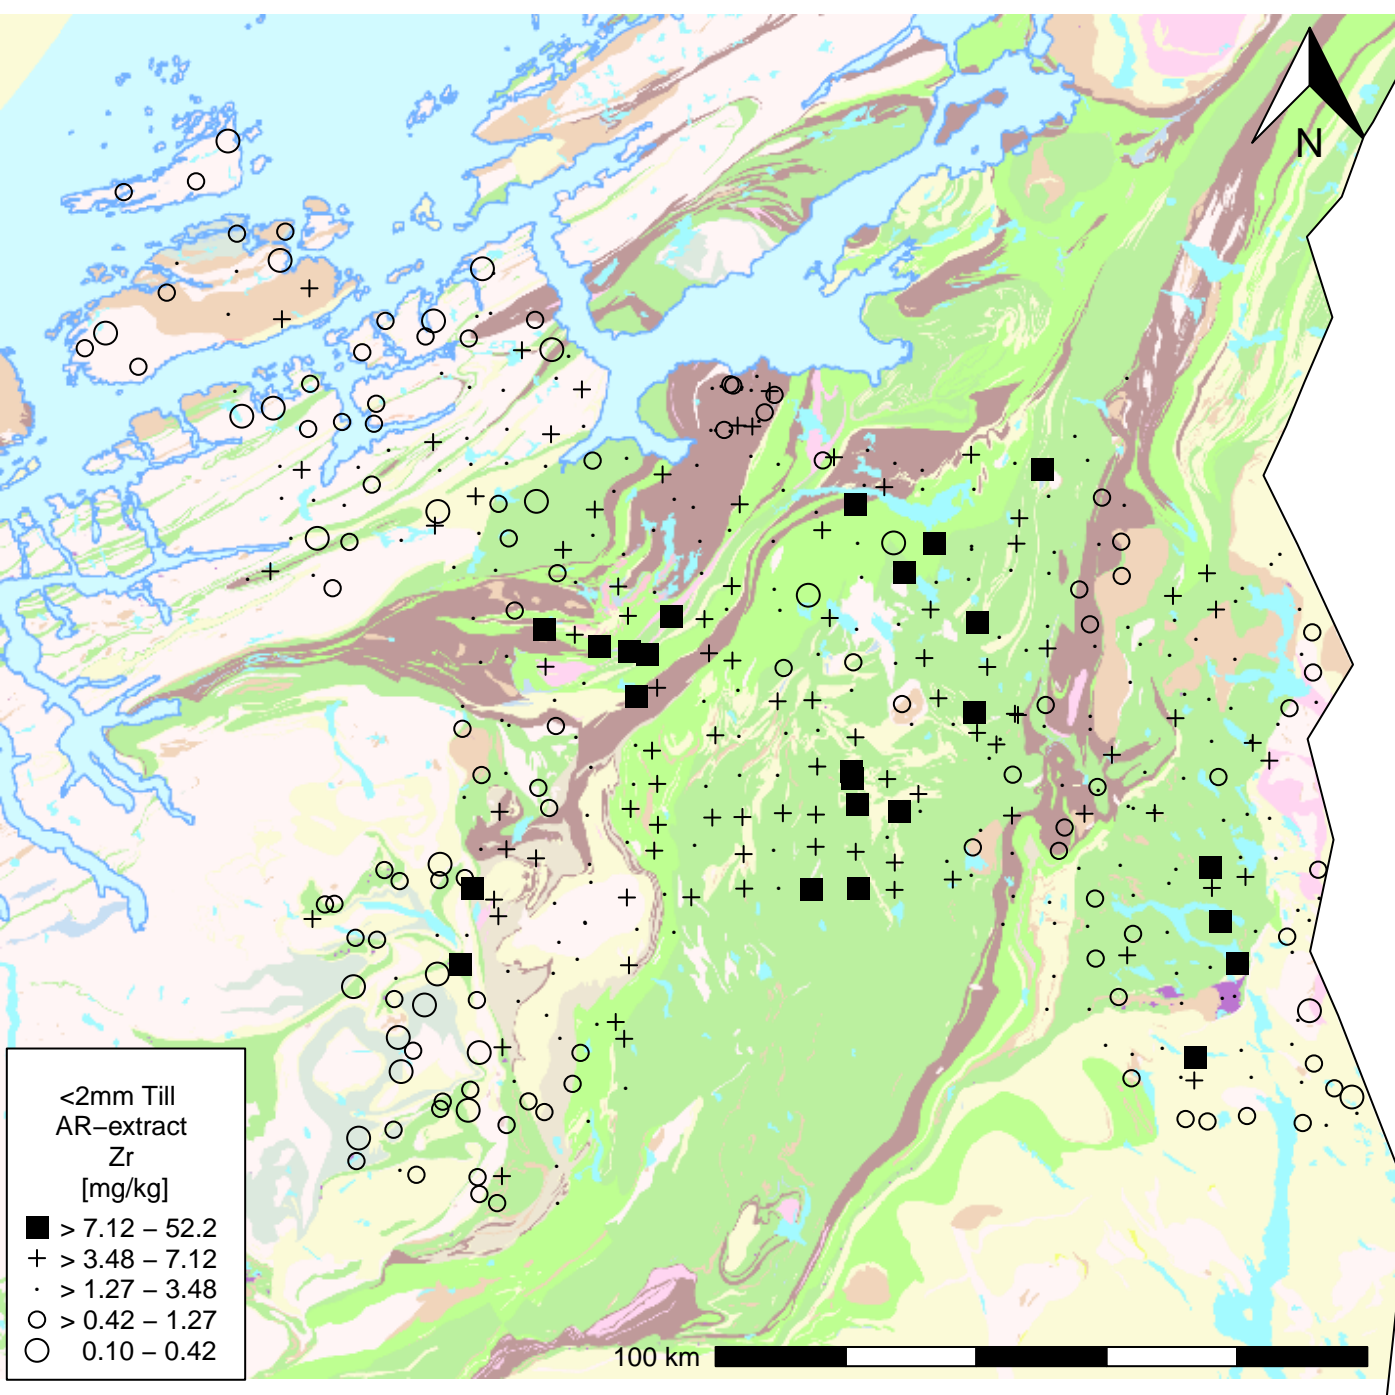 N
<2mm Till
AR−extract
Zr
[mg/kg]
> 7.12 − 52.2
> 3.48 − 7.12
> 1.27 − 3.48
> 0.42 − 1.27
0.10 − 0.42
100 km